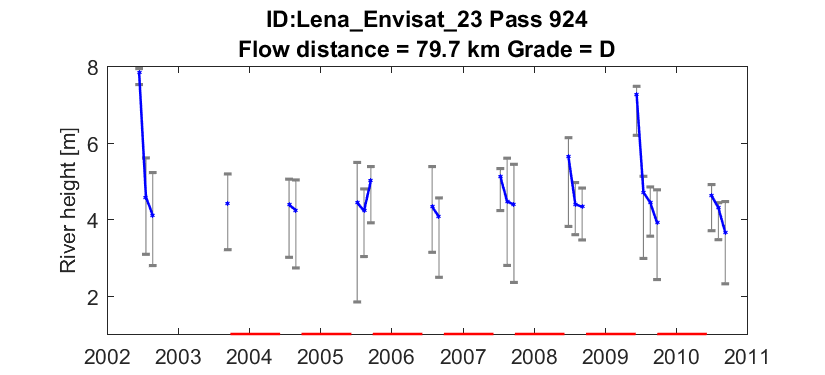 ID:Lena_Envisat_23 Pass 924
Flow distance = 79.7 km Grade = D
River height [m]
8
6
4
2
2002 2003 2004 2005 2006 2007 2008 2009 2010 2011